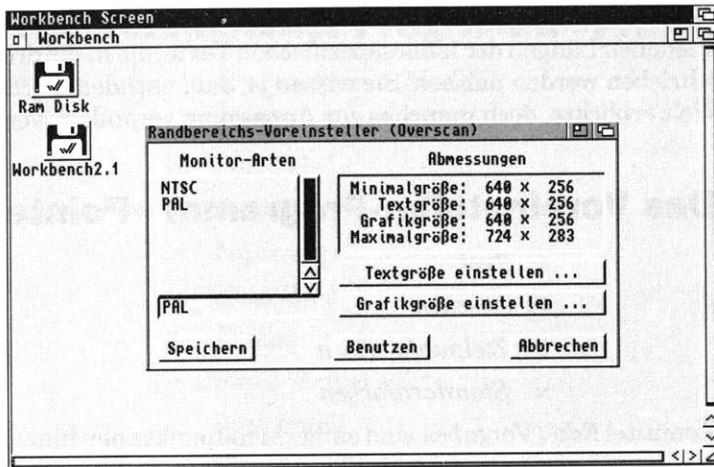 Workbench Screen
Workbench
Ram Disk
Workbench2.1
Randbereichs-Voreinsteller (Overscan)
Monitor-Arten
NTSC
PAL
PAL
Abmessungen
Minimalgröße: 640 × 256
Textgröße: 640 × 256
Grafikgröße: 640 × 256
Maximalgröße: 724 × 283
Textgröße einstellen ...
Grafikgröße einstellen ...
Speichern
Benutzen
Abbrechen